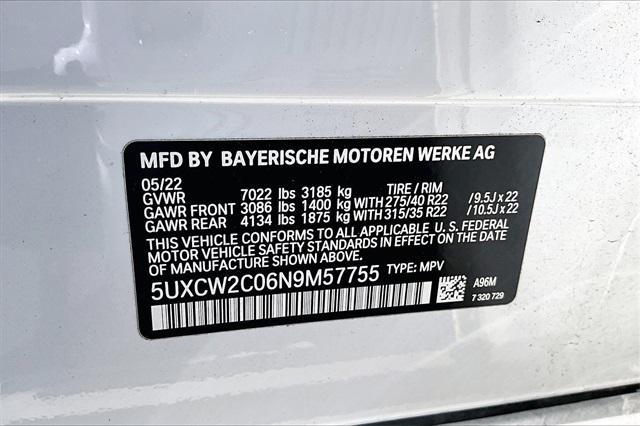 MFD BY BAYERISCHE MOTOREN WERKE AG
05/22
GVWR 7022 lbs 3185 kg TIRE / RIM
GAWR FRONT 3086 lbs 1400 kg WITH 275/40 R22 / 9.5J x 22
GAWR REAR 4134 lbs 1875 kg WITH 315/35 R22 / 10.5J x 22
THIS VEHICLE CONFORMS TO ALL APPLICABLE U.S. FEDERAL
MOTOR VEHICLE SAFETY STANDARDS IN EFFECT ON THE
DATE OF MANUFACTURE SHOWN ABOVE.
5UXCW2C06N9M57755 TYPE: MPV
A96M
7 320 729